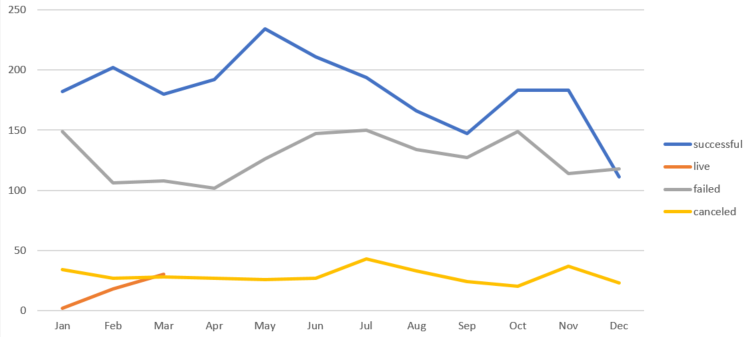 250
200
150
100
50
0
Jan Feb Mar Apr May Jun Jul Aug Sep Oct Nov Dec
successful
live
failed
canceled